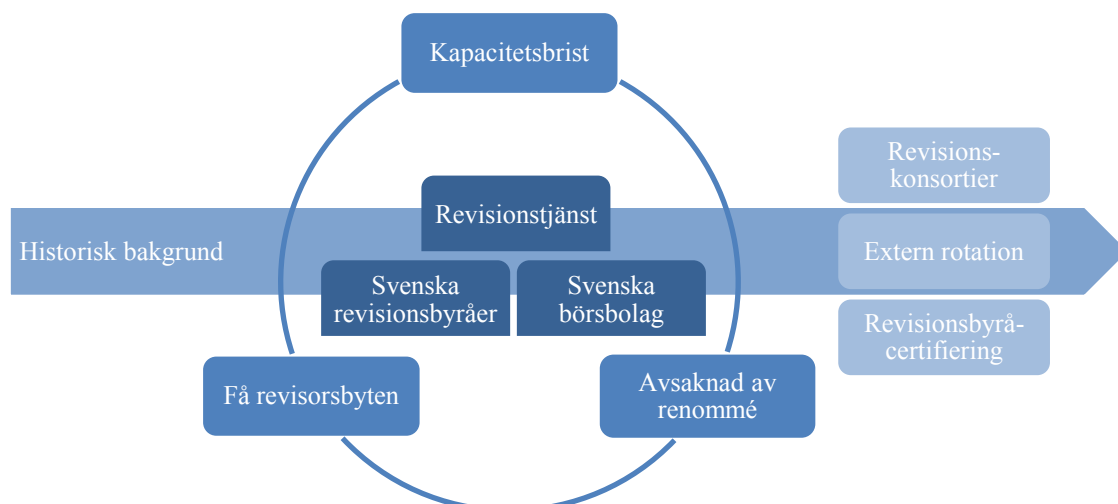 Kapacitetsbrist
Revisions-
konsortier
Revisionstjänst
Historisk bakgrund
Extern rotation
Svenska
revisionsbyråer
Svenska
börsbolag
Revisionsbyrå-
certifiering
Få revisorsbyten
Avsaknad av
renommé